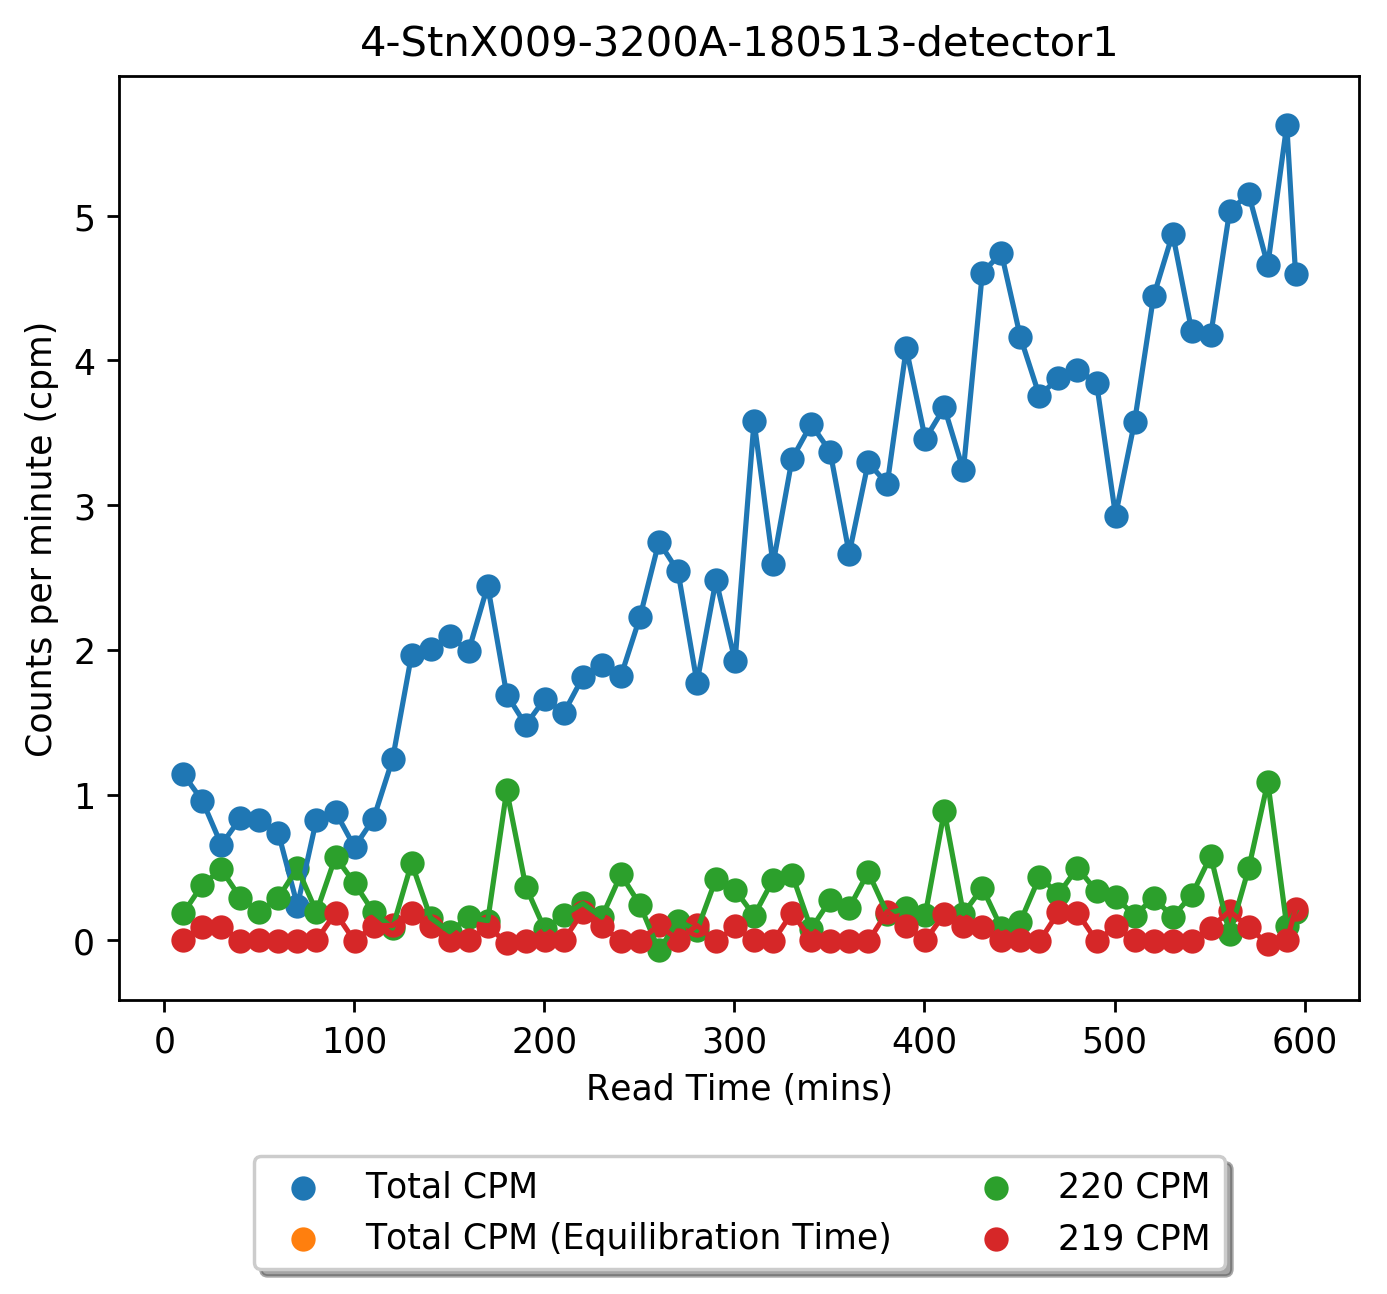 4-StnX009-3200A-180513-detector1
Counts per minute (cpm)
5
4
3
2
1
0
0 100 200 300 400 500 600
Read Time (mins)
Total CPM
Total CPM (Equilibration Time)
220 CPM
219 CPM